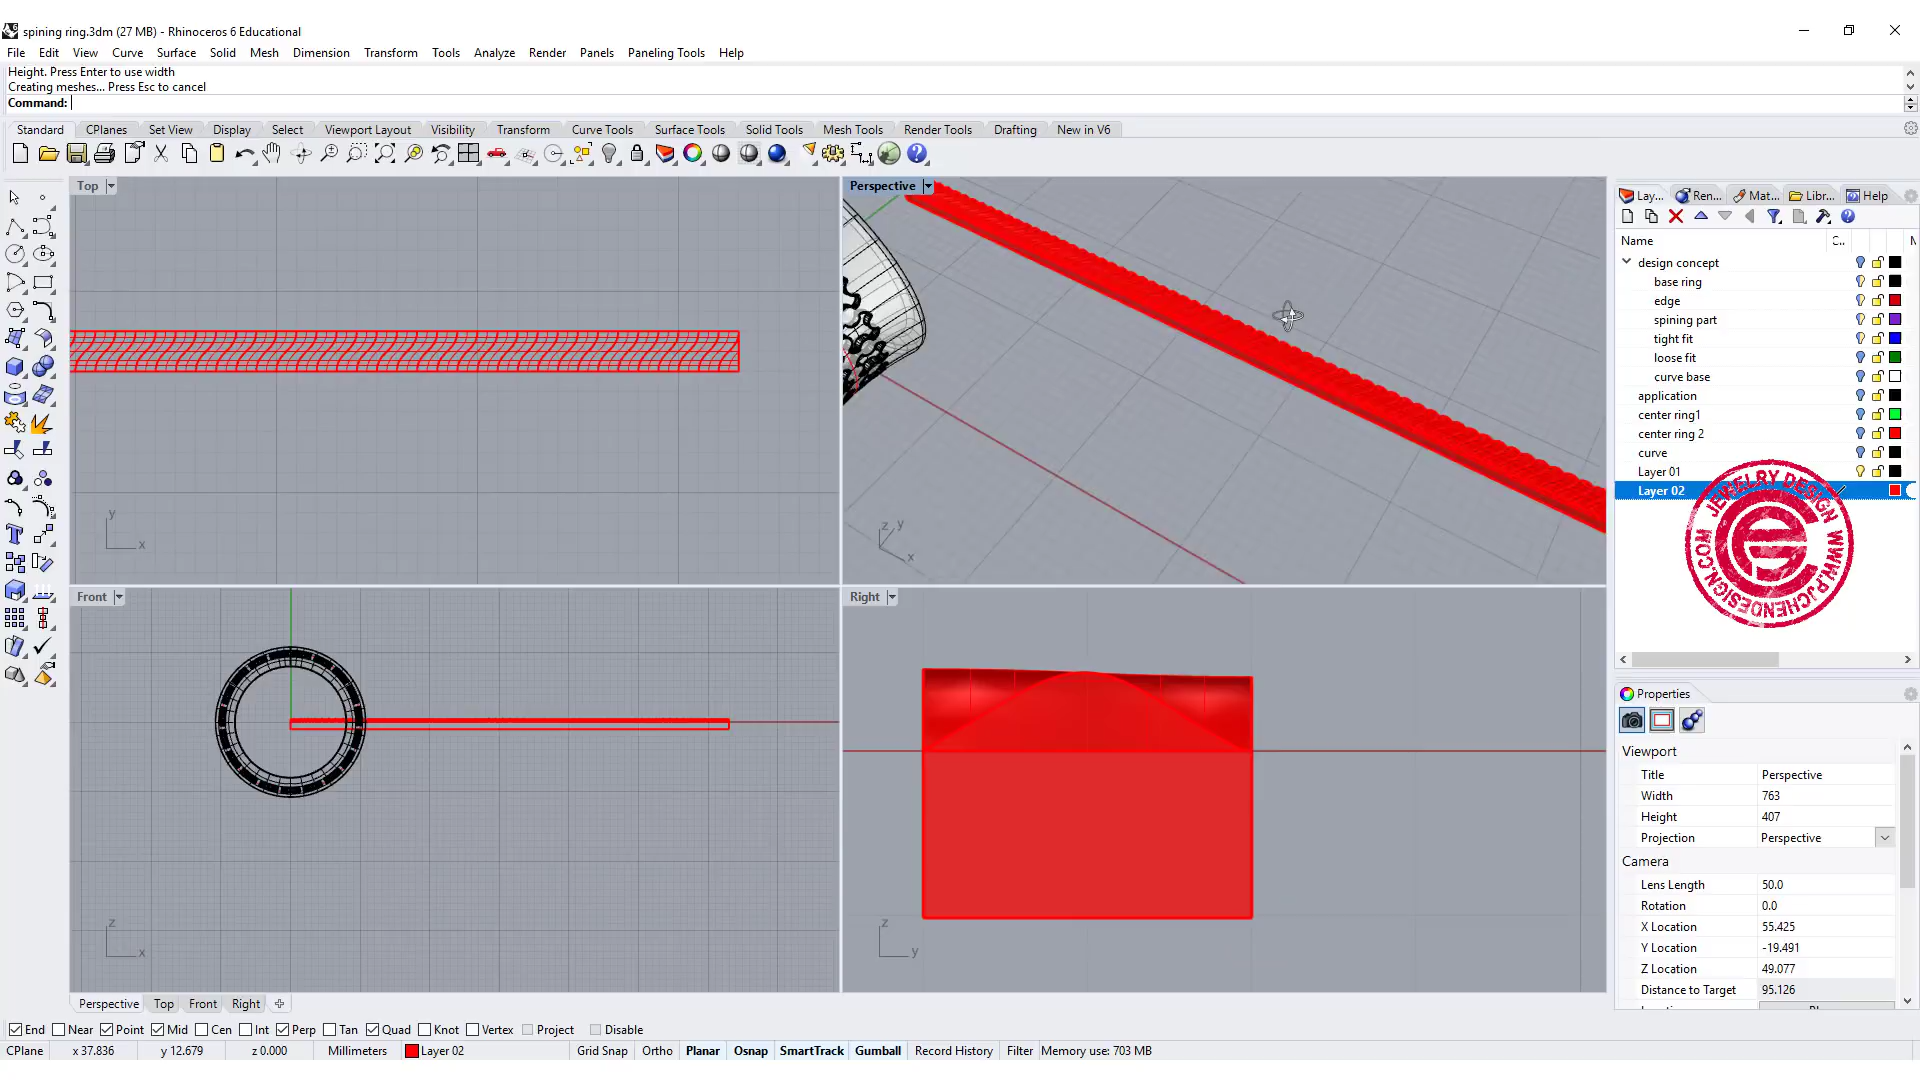 spining ring.3dm (27 MB) - Rhinoceros 6 Educational
File Edit View Curve Surface Solid Mesh Dimension Transform Tools Analyze Render Panels Paneling Tools Help
Height. Press Enter to use width
Creating meshes... Press Esc to cancel
Command:
Standard CPlanes Set View Display Select Viewport Layout Visibility Transform Curve Tools Surface Tools Solid Tools Mesh Tools Render Tools Drafting New in V6
Top
y
x
Perspective
z y
x
Front
z
x
Right
z
y
Lay... Ren... Mat... Libr... Help
Name C.. M
design concept
base ring
edge
spining part
tight fit
loose fit
curve base
application
center ring1
center ring 2
curve
Layer 01
Layer 02
JEWELRY DESIGN
WWW.PJCHENDESIGN.COM
Properties
Viewport
Title Perspective
Width 763
Height 407
Projection Perspective
Camera
Lens Length 50.0
Rotation 0.0
X Location 55.425
Y Location -19.491
Z Location 49.077
Distance to Target 95.126
Perspective Top Front Right
End Near Point Mid Cen Int Perp Tan Quad Knot Vertex Project Disable
CPlane x 37.836 y 12.679 z 0.000 Millimeters Layer 02 Grid Snap Ortho Planar Osnap SmartTrack Gumball Record History Filter Memory use: 703 MB